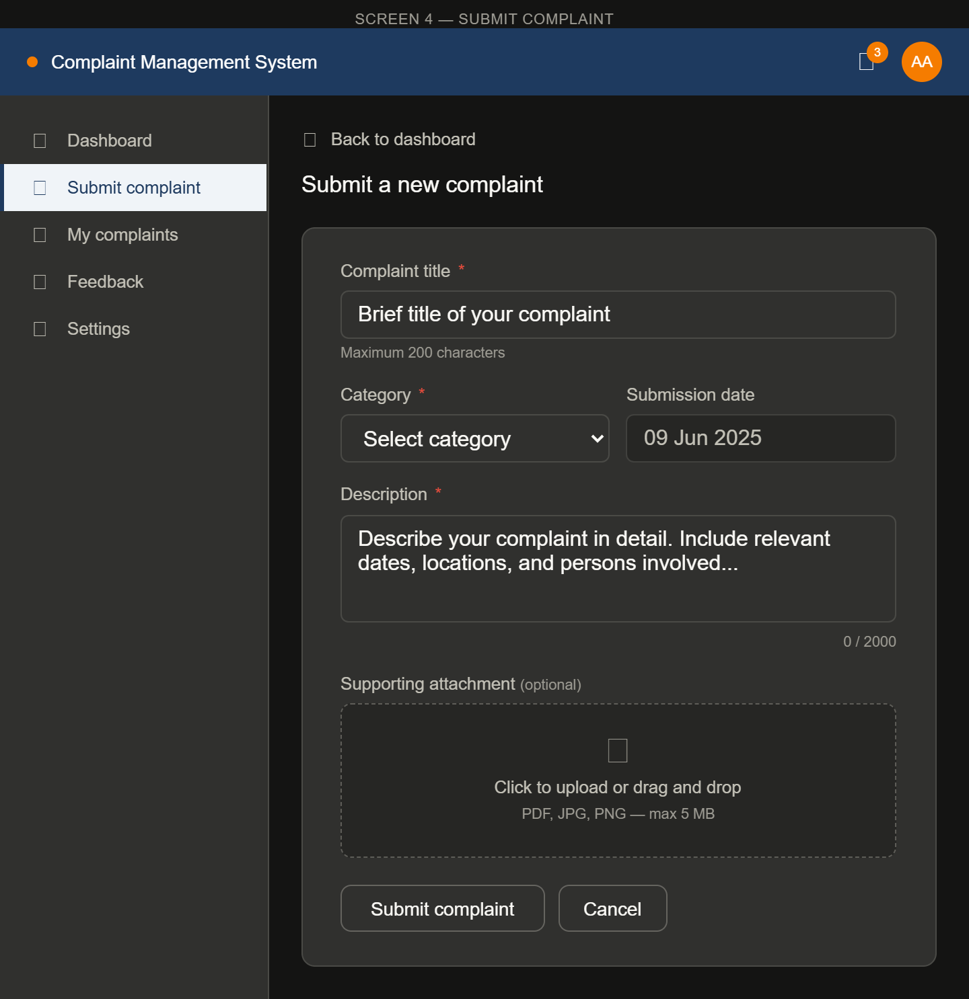 SCREEN 4 — SUBMIT COMPLAINT
Complaint Management System
3
AA
Dashboard
Submit complaint
My complaints
Feedback
Settings
Back to dashboard
Submit a new complaint
Complaint title *
Brief title of your complaint
Maximum 200 characters
Category *
Submission date
Select category
09 Jun 2025
Description *
Describe your complaint in detail. Include relevant
dates, locations, and persons involved...
0 / 2000
Supporting attachment (optional)
Click to upload or drag and drop
PDF, JPG, PNG — max 5 MB
Submit complaint
Cancel